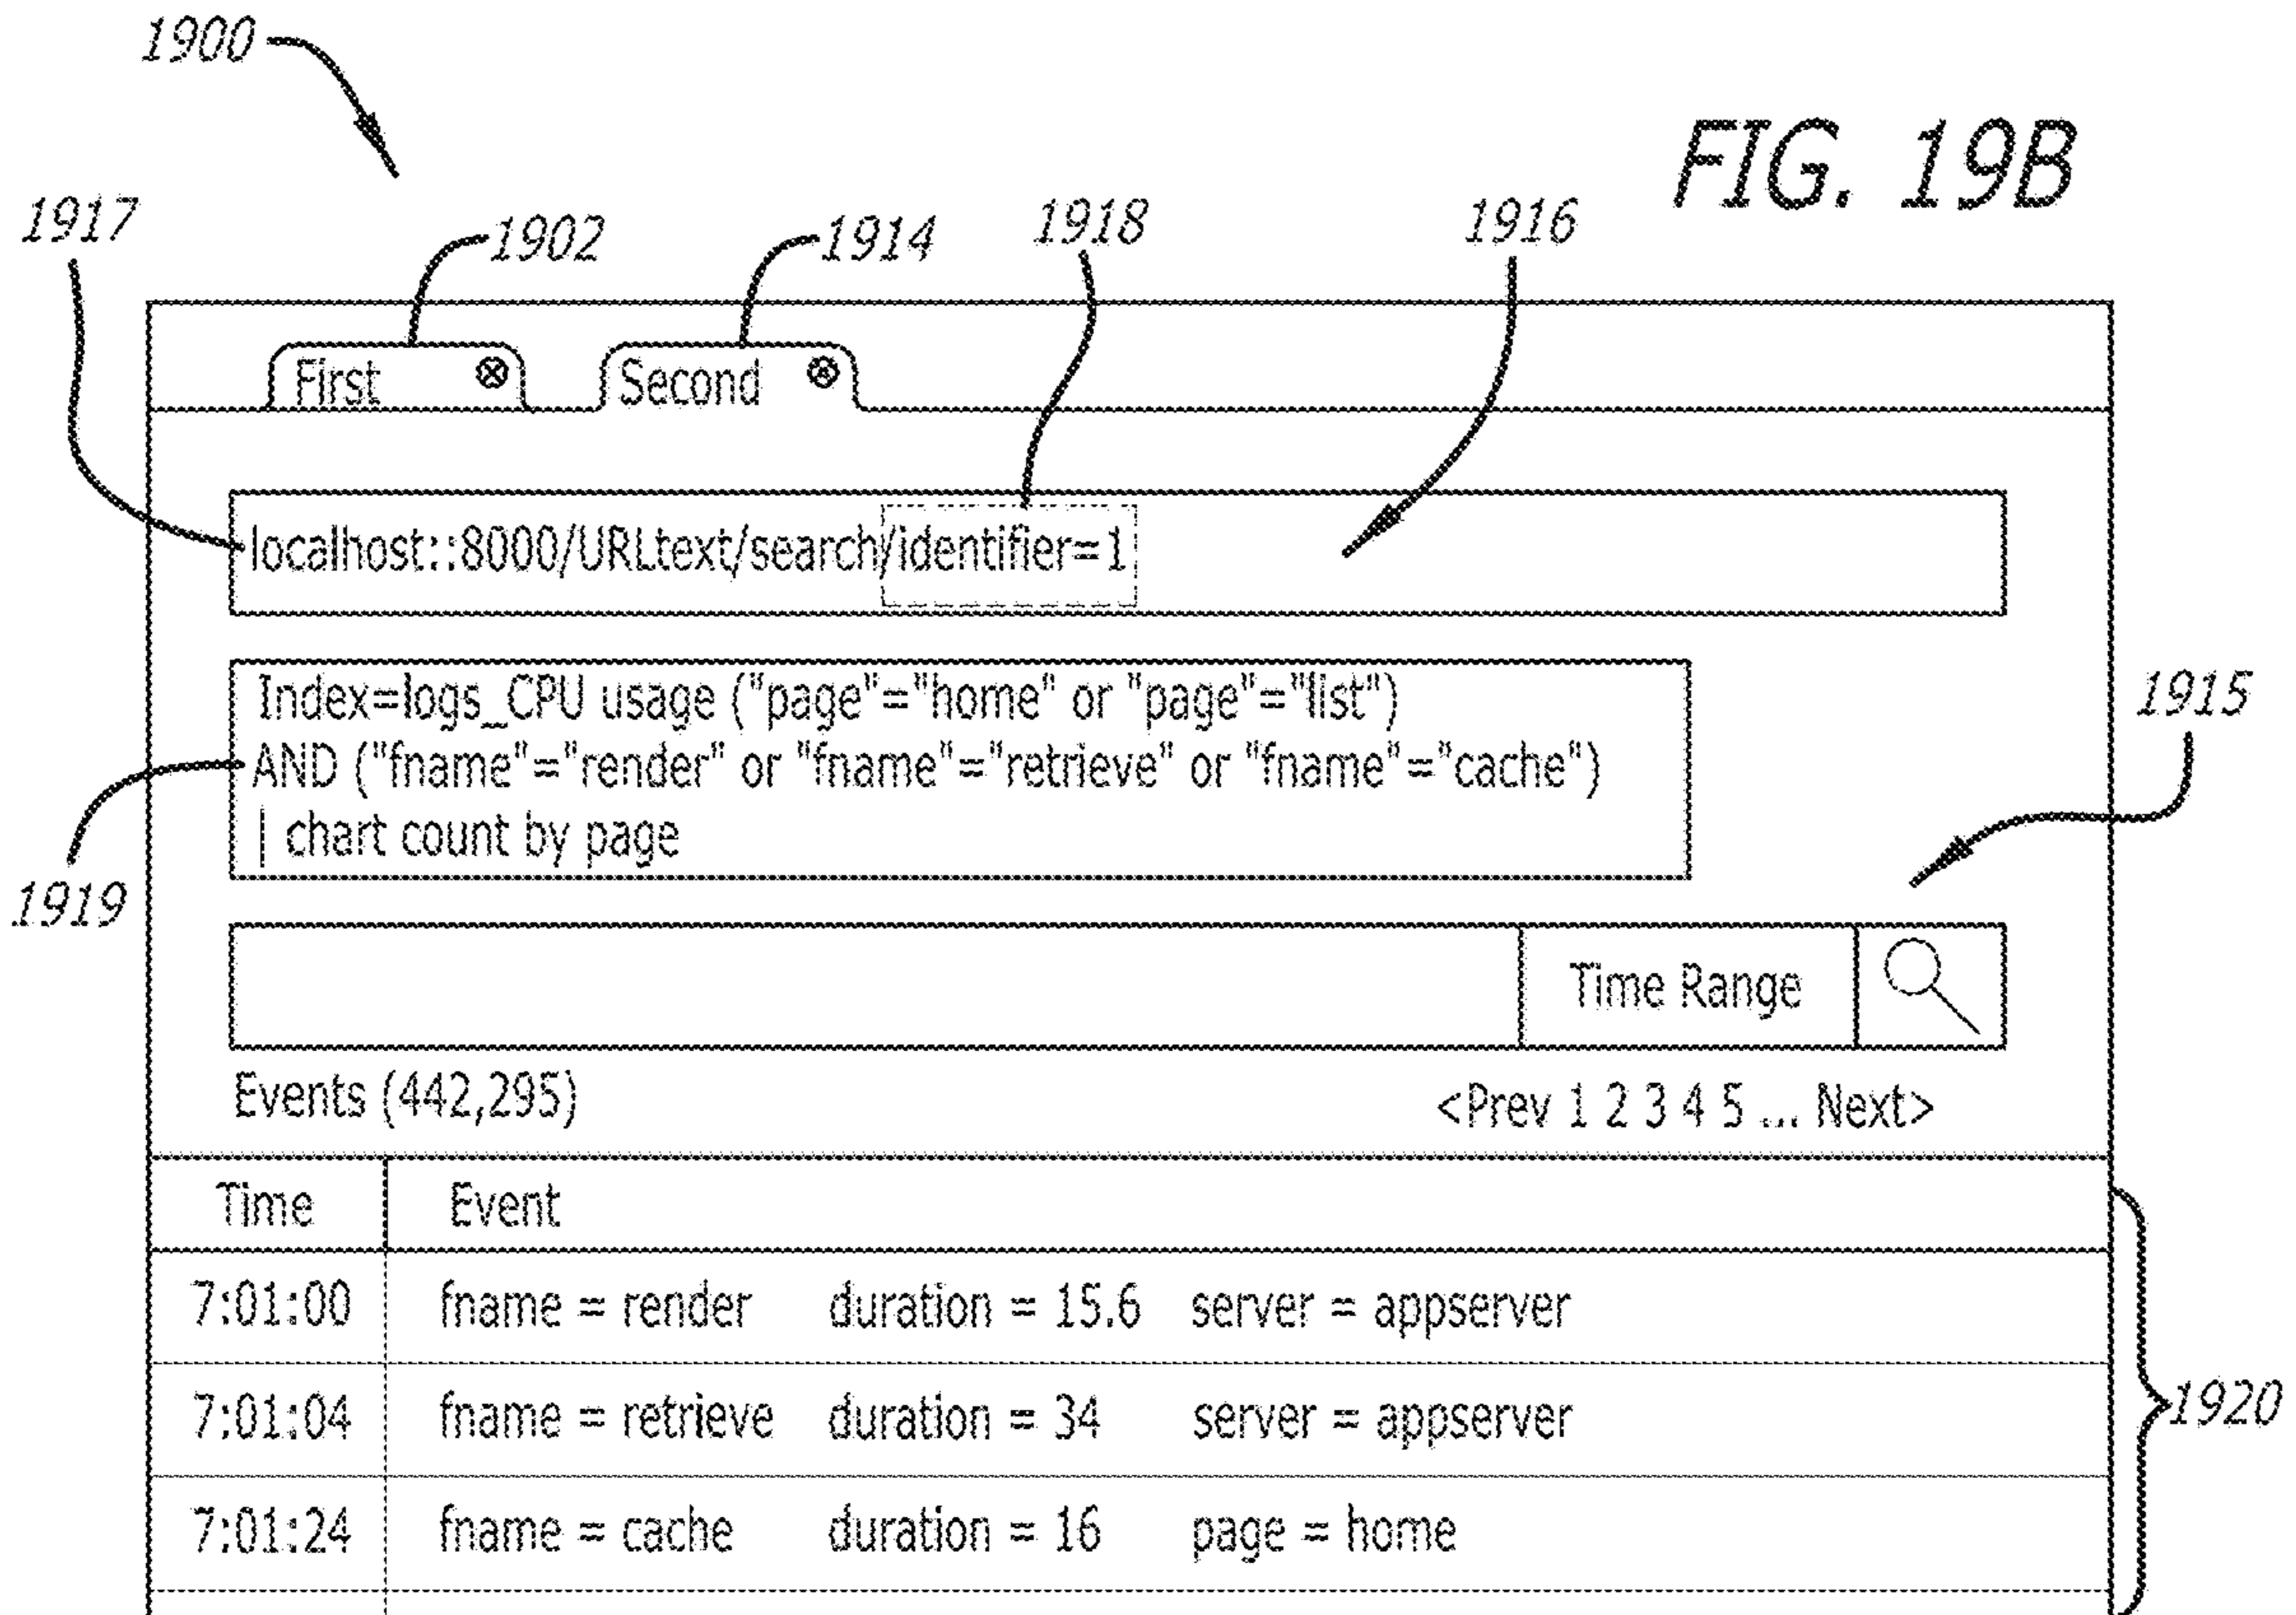 1900
FIG. 19B
1917
1902
1914
1918
1916
First
Second
localhost::8000/URLtext/search/identifier=1
Index=logs_CPU usage ("page"="home" or "page"="list")
AND ("fname"="render" or "fname"="retrieve" or "fname"="cache")
| chart count by page
1915
1919
Time Range
Events (442,295)
<Prev 1 2 3 4 5 ... Next>
Time Event
7:01:00 fname = render duration = 15.6 server = appserver
7:01:04 fname = retrieve duration = 34 server = appserver
1920
7:01:24 fname = cache duration = 16 page = home